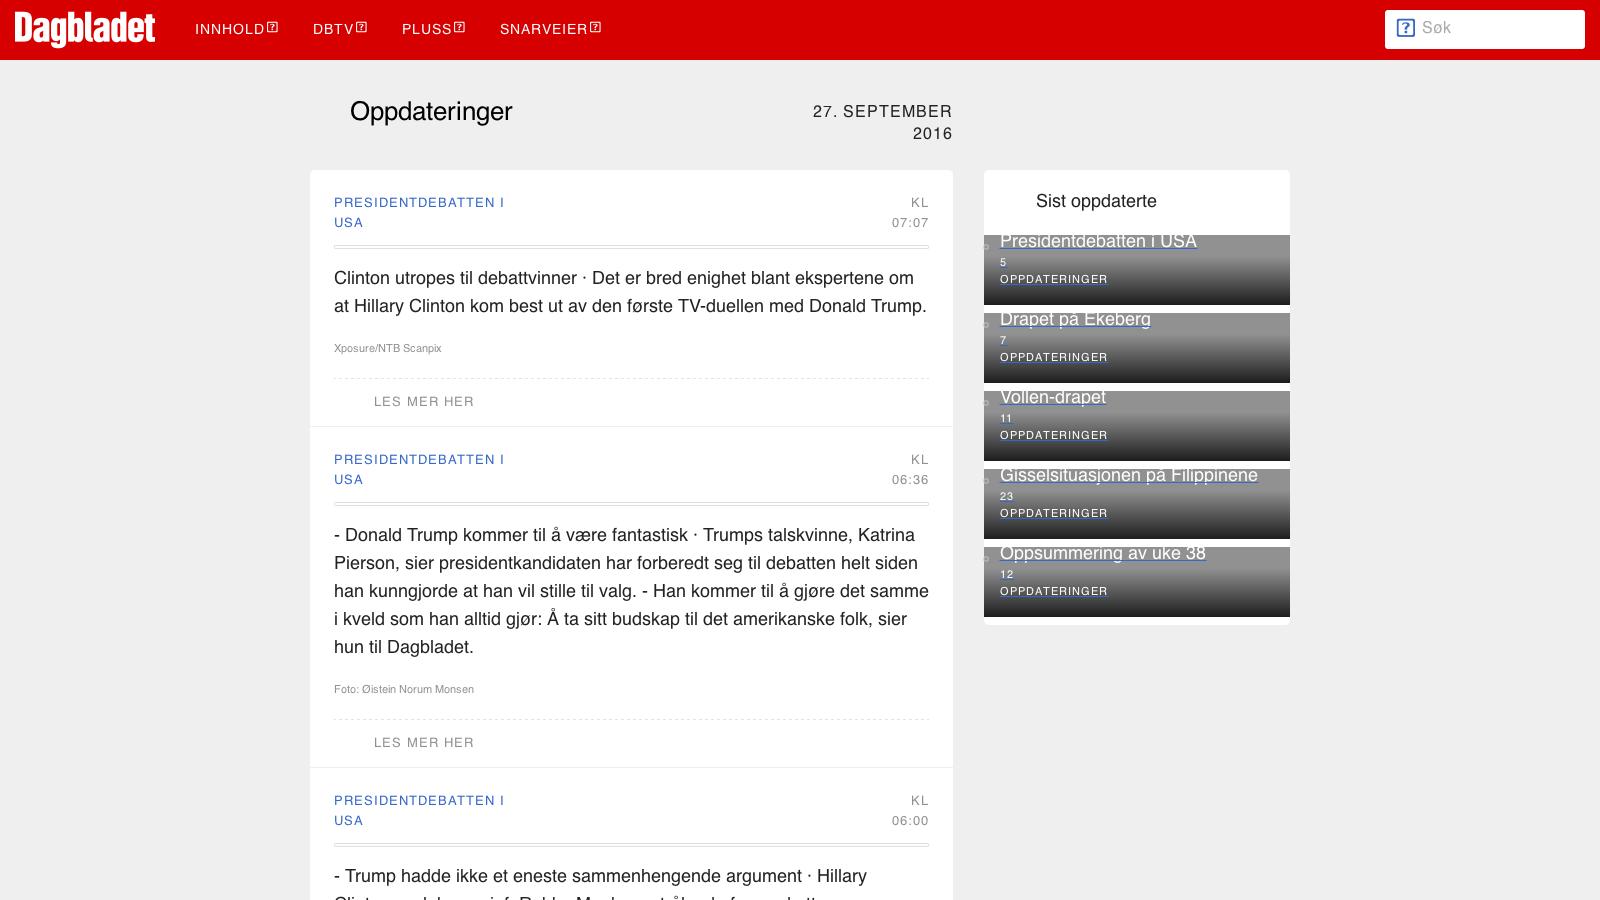 Dagbladet
INNHOLD
DBTV
PLUSS
SNARVEIER
Søk
Oppdateringer
27. SEPTEMBER
2016
PRESIDENTDEBATTEN I
USA
KL
07:07
Clinton utropes til debattvinner · Det er bred enighet blant ekspertene om
at Hillary Clinton kom best ut av den første TV-duellen med Donald Trump.
Xposure/NTB Scanpix
LES MER HER
PRESIDENTDEBATTEN I
USA
KL
06:36
- Donald Trump kommer til å være fantastisk · Trumps talskvinne, Katrina
Pierson, sier presidentkandidaten har forberedt seg til debatten helt siden
han kunngjorde at han vil stille til valg. - Han kommer til å gjøre det samme
i kveld som han alltid gjør: Å ta sitt budskap til det amerikanske folk, sier
hun til Dagbladet.
Foto: Øistein Norum Monsen
LES MER HER
PRESIDENTDEBATTEN I
USA
KL
06:00
- Trump hadde ikke et eneste sammenhengende argument · Hillary
Sist oppdaterte
Presidentdebatten i USA
5
OPPDATERINGER
Drapet på Ekeberg
7
OPPDATERINGER
Vollen-drapet
11
OPPDATERINGER
Gisselsituasjonen på Filippinene
23
OPPDATERINGER
Oppsummering av uke 38
12
OPPDATERINGER